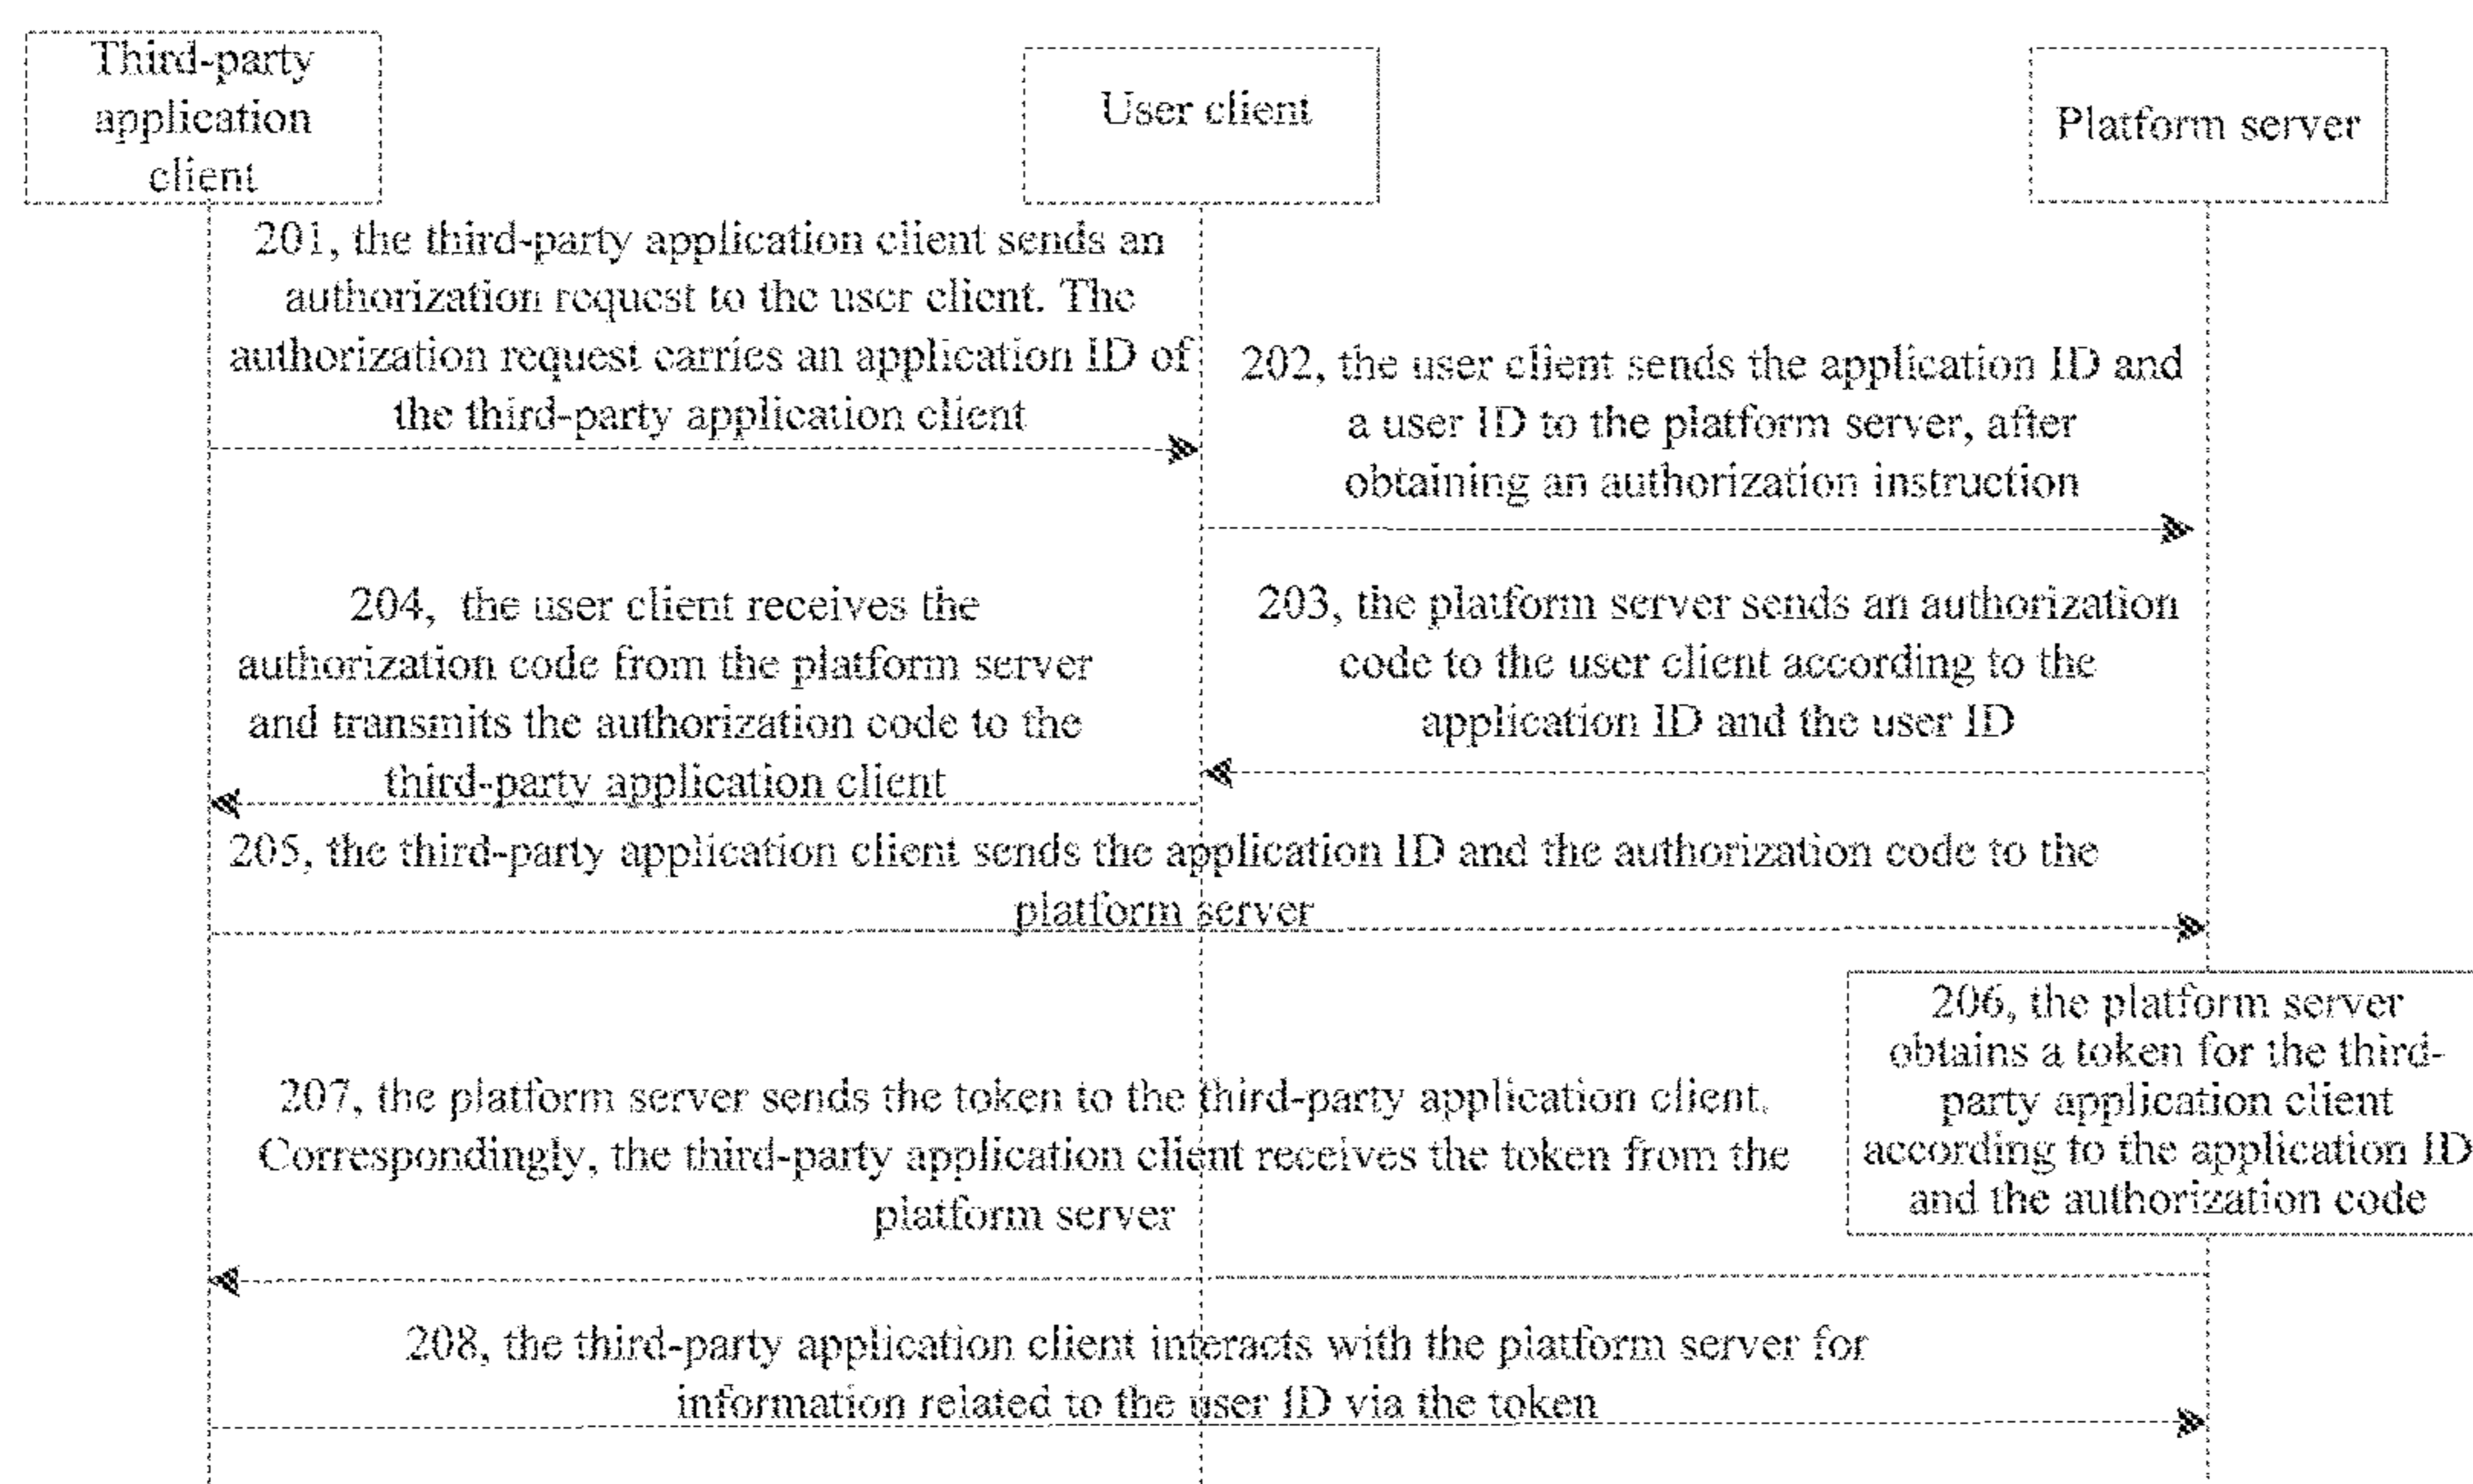 Third-party
application
client
User client
Platform server
201, the third-party application client sends an
authorization request to the user client. The
authorization request carries an application ID of
the third-party application client
202, the user client sends the application ID and
a user ID to the platform server, after
obtaining an authorization instruction
203, the platform server sends an authorization
code to the user client according to the
application ID and the user ID
204, the user client receives the
authorization code from the platform server
and transmits the authorization code to the
third-party application client
205, the third-party application client sends the application ID and the authorization code to the
platform server
206, the platform server
obtains a token for the third-
party application client
according to the application ID
and the authorization code
207, the platform server sends the token to the third-party application client.
Correspondingly, the third-party application client receives the token from the
platform server
208, the third-party application client interacts with the platform server for
information related to the user ID via the token